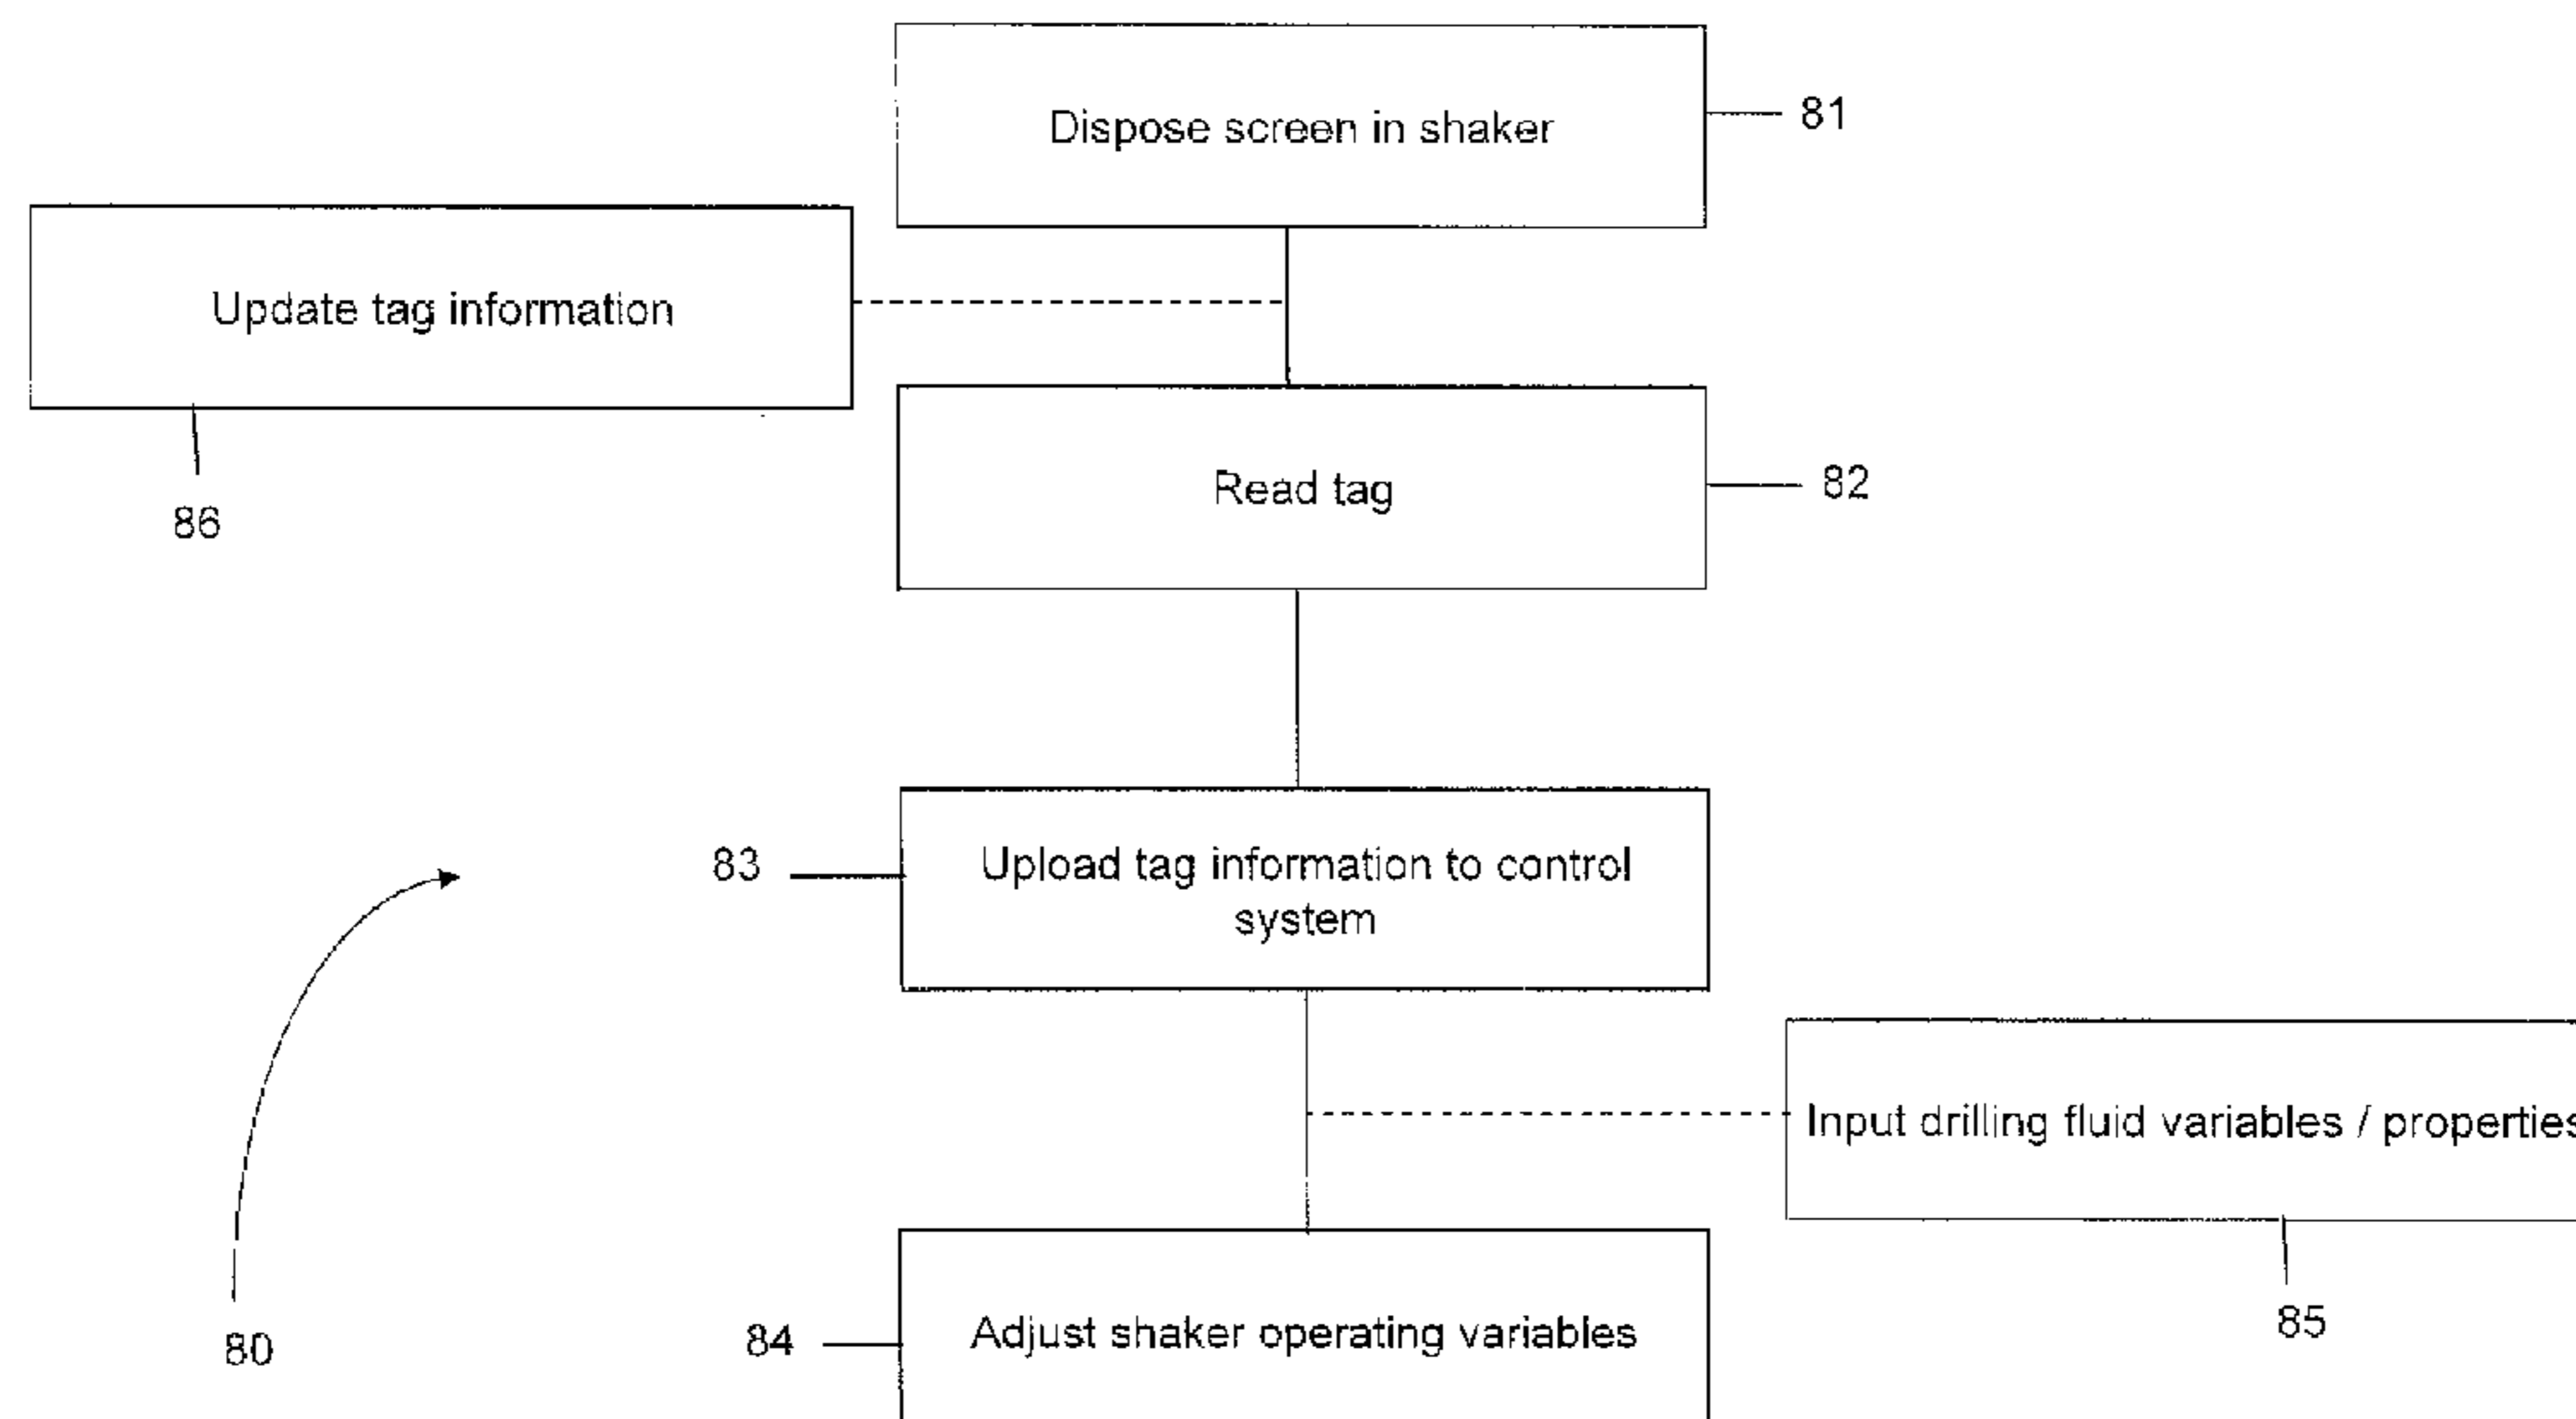 Dispose screen in shaker
81
Update tag information
86
Read tag
82
83
Upload tag information to control
system
Input drilling fluid variables / properties
85
80
84
Adjust shaker operating variables